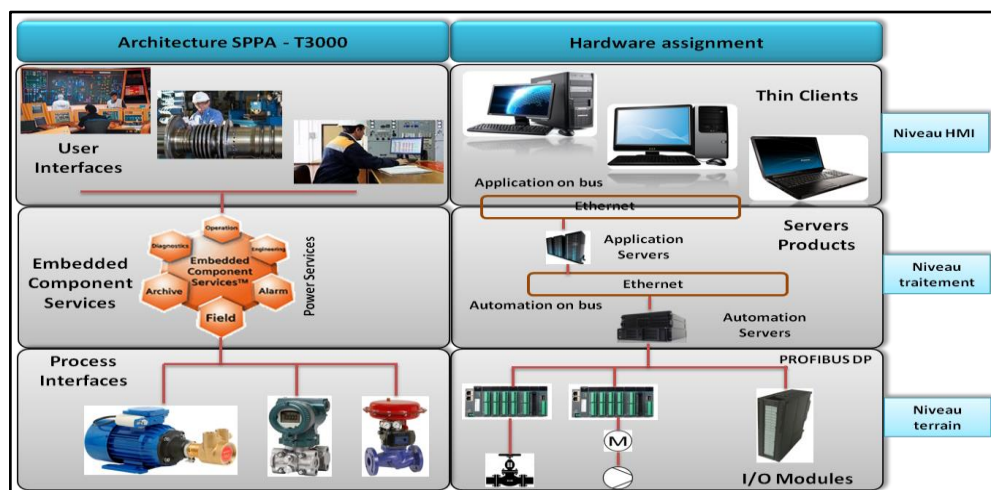 Architecture SPPA - T3000
Hardware assignment
User
Interfaces
Thin Clients
Niveau HMI
Application on bus
Ethernet
Embedded
Component
Services
Operation
Diagnostics
Engineering
Embedded
Component
Services™
Archive
Alarm
Field
Power Services
Servers
Products
Application
Servers
Ethernet
Automation on bus
Automation
Servers
Niveau
traitement
Process
Interfaces
PROFIBUS DP
M
I/O Modules
Niveau
terrain